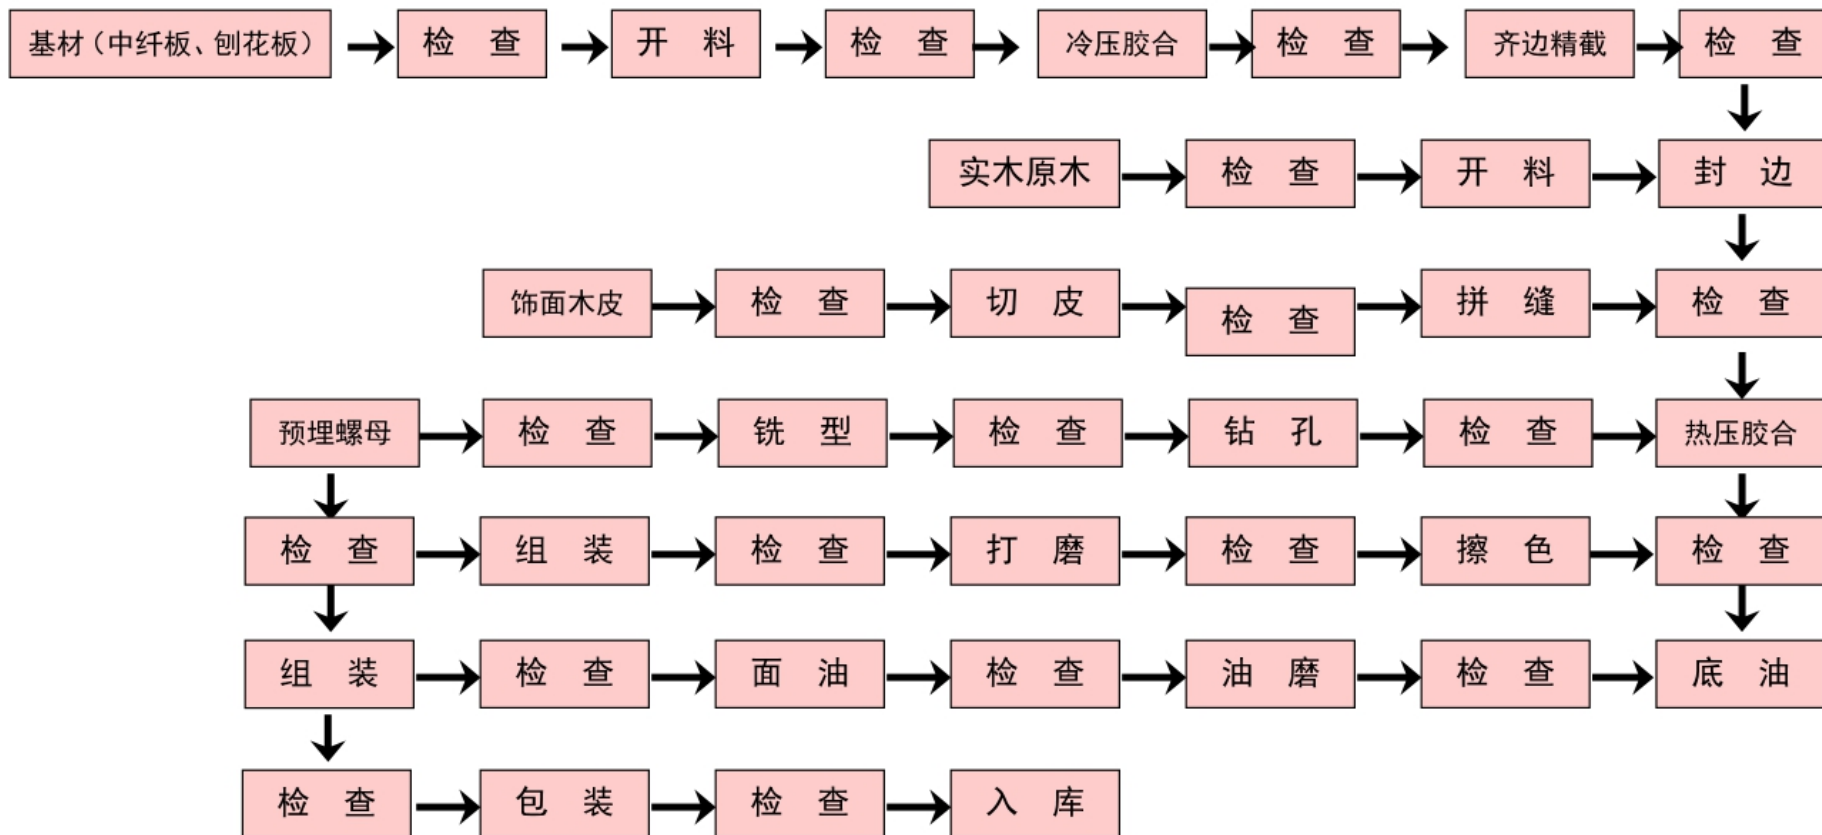 基材（中纤板、刨花板） 检 查 开 料 检 查 冷压胶合 检 查 齐边精截 检 查
实木原木 检 查 开 料 封 边
饰面木皮 检 查 切 皮 检 查 拼 缝 检 查
预埋螺母 检 查 铣 型 检 查 钻 孔 检 查 热压胶合
检 查 组 装 检 查 打 磨 检 查 擦 色 检 查
组 装 检 查 面 油 检 查 油 磨 检 查 底 油
检 查 包 装 检 查 入 库